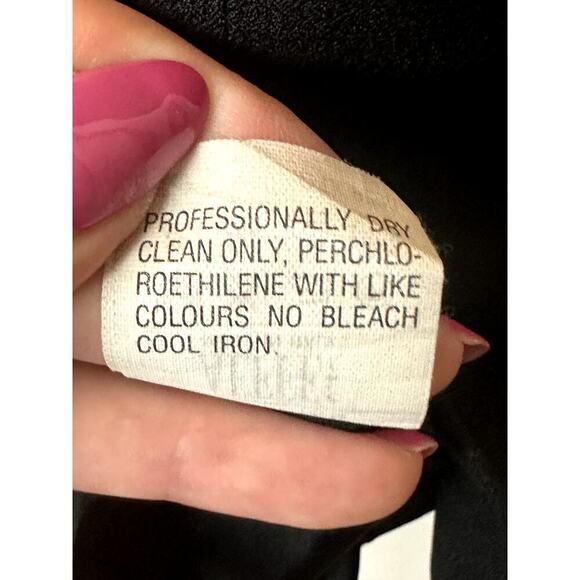 PROFESSIONALLY DRY
CLEAN ONLY, PERCHLO-
ROETHILENE WITH LIKE
COLOURS NO BLEACH
COOL IRON.